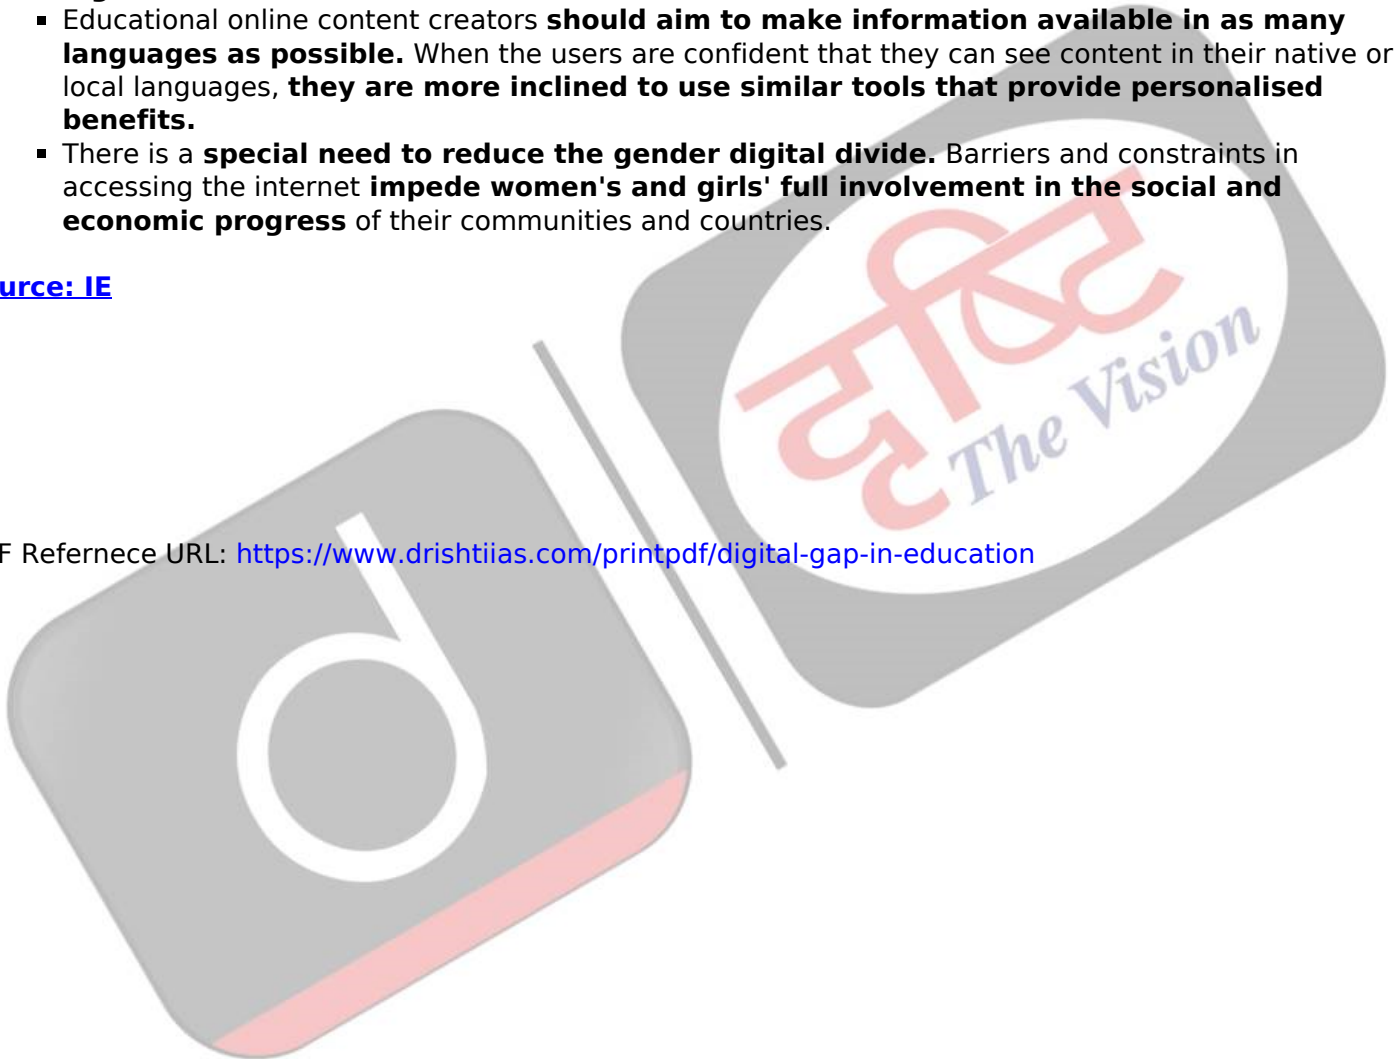 Educational online content creators should aim to make information available in as many
languages as possible. When the users are confident that they can see content in their native or
local languages, they are more inclined to use similar tools that provide personalised
benefits.
There is a special need to reduce the gender digital divide. Barriers and constraints in
accessing the internet impede women's and girls' full involvement in the social and
economic progress of their communities and countries.
urce: IE
दृष्टि
The Vision
F Refernece URL: https://www.drishtiias.com/printpdf/digital-gap-in-education
d